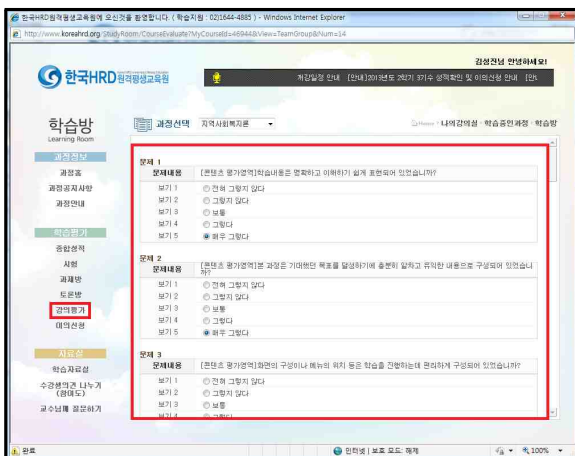 한국HRD원격평생교육원에 오신것을 환영합니다. ( 학습지원 : 02)1644-4885 ) - Windows Internet Explorer
http://www.koreahrd.org/StudyRoom/CourseEvaluate?MyCourseId=46944&View=TeamGroup&Num=14
김성전님 안녕하세요!
한국HRD원격평생교육원
개강일정 안내 [안내]2013년도 2학기 3기수 성적확인 및 이의신청 안내 [안
학습방
Learning Room
과정선택 지역사회복지론
Home · 나의강의실 · 학습중인과정 · 학습방
과정정보
과정홈
과정공지사항
과정안내
학습평가
종합성적
시험
과제방
토론방
강의평가
이의신청
자료실
학습자료실
수강생의견 나누기
(참여도)
교수님께 질문하기
문제 1
문제내용 [콘텐츠 평가영역]학습내용은 명확하고 이해하기 쉽게 표현되어 있었습니까?
보기 1 전혀 그렇지 않다
보기 2 그렇지 않다
보기 3 보통
보기 4 그렇다
보기 5 매우 그렇다
문제 2
문제내용 [콘텐츠 평가영역]본 과정은 기대했던 목표를 달성하기에 충분히 알차고 유익한 내용으로 구성되어 있었습니
까?
보기 1 전혀 그렇지 않다
보기 2 그렇지 않다
보기 3 보통
보기 4 그렇다
보기 5 매우 그렇다
문제 3
문제내용 [콘텐츠 평가영역]화면의 구성이나 메뉴의 위치 등은 학습을 진행하는데 편리하게 구성되어 있었습니까?
보기 1 전혀 그렇지 않다
보기 2 그렇지 않다
보기 3 보통
보기 4 그렇다
완료
인터넷 | 보호 모드: 해제
100%